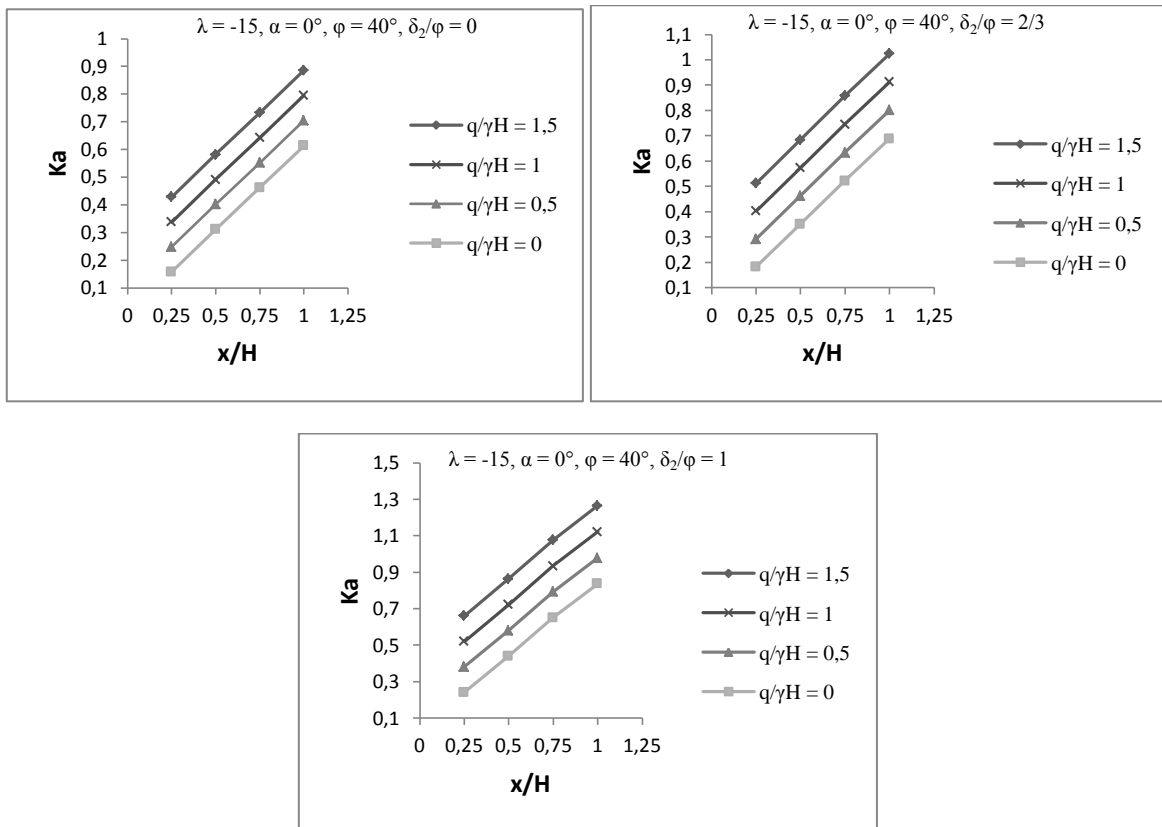 λ = -15, α = 0°, φ = 40°, δ₂/φ = 0
1
0,9
0,8
0,7
0,6
0,5
0,4
0,3
0,2
0,1
Ka
0 0,25 0,5 0,75 1 1,25
x/H
q/γH = 1,5
q/γH = 1
q/γH = 0,5
q/γH = 0
λ = -15, α = 0°, φ = 40°, δ₂/φ = 2/3
1,1
1
0,9
0,8
0,7
0,6
0,5
0,4
0,3
0,2
0,1
Ka
0 0,25 0,5 0,75 1 1,25
x/H
q/γH = 1,5
q/γH = 1
q/γH = 0,5
q/γH = 0
λ = -15, α = 0°, φ = 40°, δ₂/φ = 1
1,5
1,3
1,1
0,9
0,7
0,5
0,3
0,1
Ka
0 0,25 0,5 0,75 1 1,25
x/H
q/γH = 1,5
q/γH = 1
q/γH = 0,5
q/γH = 0